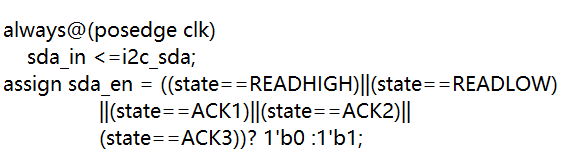 always@(posedge clk)
sda_in <=i2c_sda;
assign sda_en = ((state==READHIGH)||(state==READLOW)
||(state==ACK1)||(state==ACK2)||
(state==ACK3))? 1'b0 :1'b1;